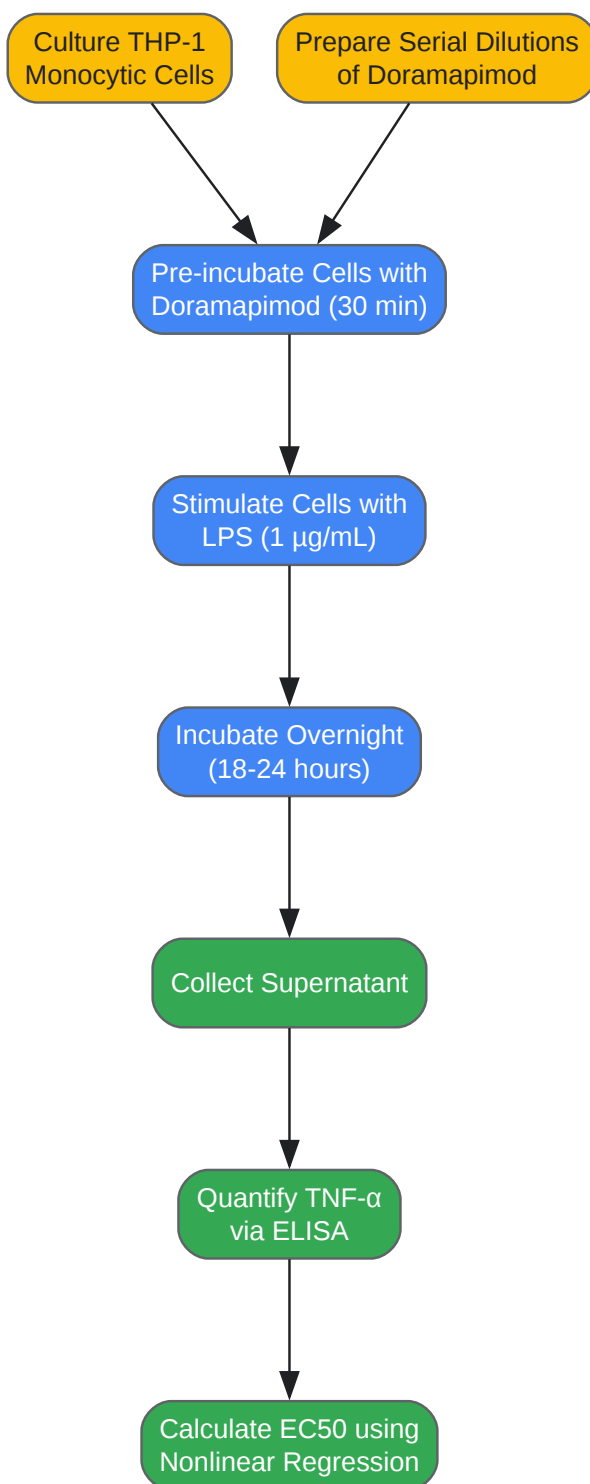 Culture THP-1
Monocytic Cells
Prepare Serial Dilutions
of Doramapimod
Pre-incubate Cells with
Doramapimod (30 min)
Stimulate Cells with
LPS (1 µg/mL)
Incubate Overnight
(18-24 hours)
Collect Supernatant
Quantify TNF-α
via ELISA
Calculate EC50 using
Nonlinear Regression